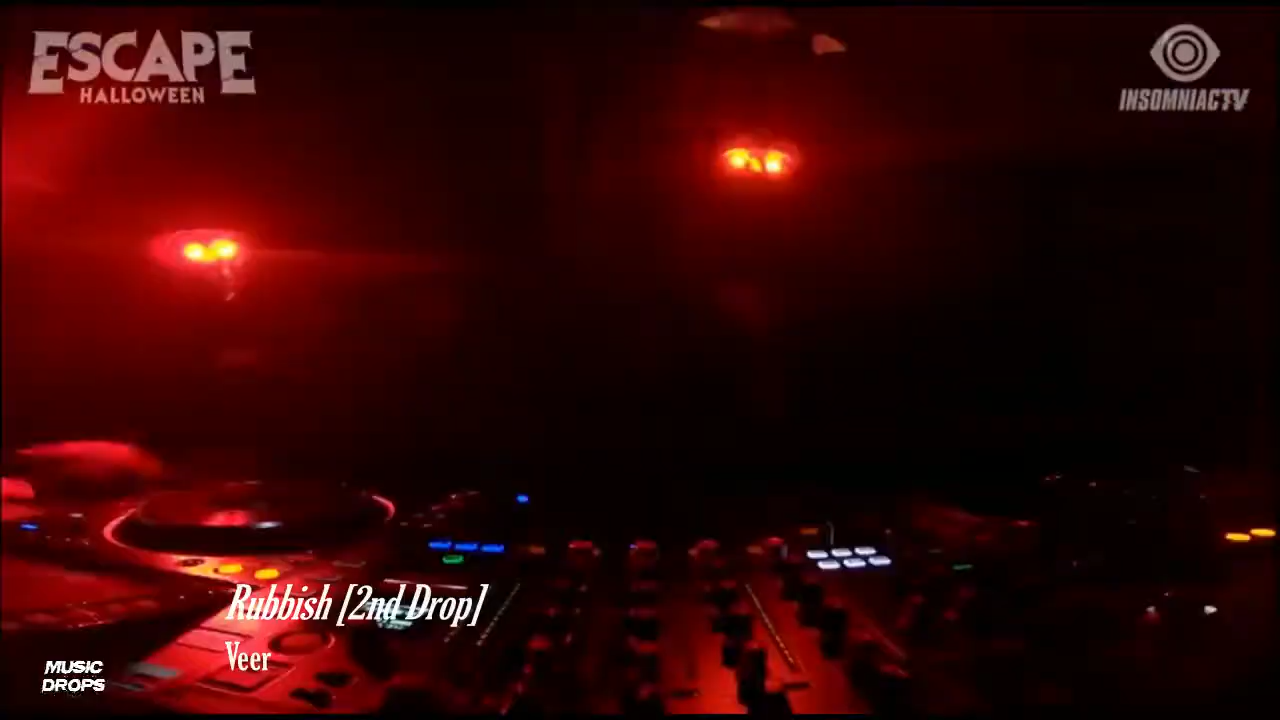 ESCAPE
HALLOWEEN
INSOMNIACTV
Rubbish [2nd Drop]
Veer
MUSIC
DROPS